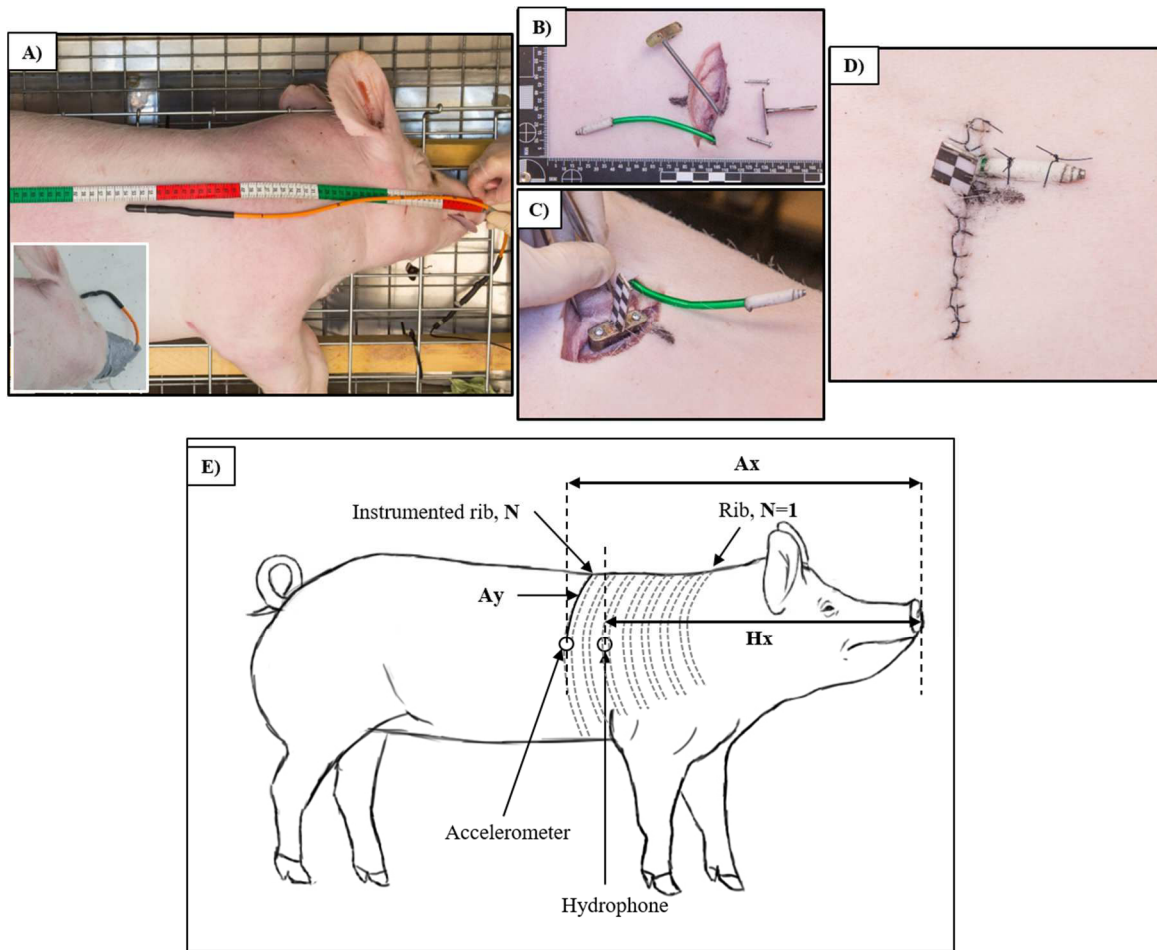 A)
B)
C)
D)
E)
Ax
Instrumented rib, N
Rib, N=1
Ay
Hx
Accelerometer
Hydrophone